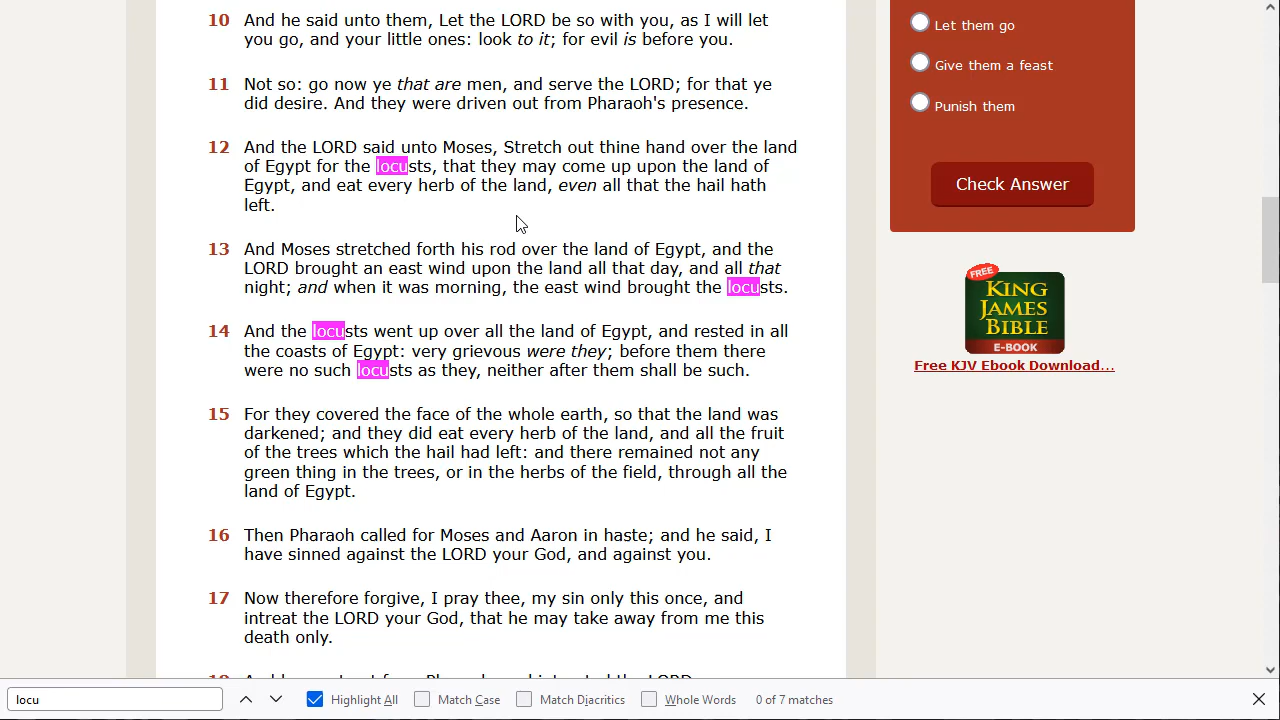 10 And he said unto them, Let the LORD be so with you, as I will let
you go, and your little ones: look to it; for evil is before you.
11 Not so: go now ye that are men, and serve the LORD; for that ye
did desire. And they were driven out from Pharaoh's presence.
12 And the LORD said unto Moses, Stretch out thine hand over the land
of Egypt for the locusts, that they may come up upon the land of
Egypt, and eat every herb of the land, even all that the hail hath
left.
13 And Moses stretched forth his rod over the land of Egypt, and the
LORD brought an east wind upon the land all that day, and all that
night; and when it was morning, the east wind brought the locusts.
14 And the locusts went up over all the land of Egypt, and rested in all
the coasts of Egypt: very grievous were they; before them there
were no such locusts as they, neither after them shall be such.
15 For they covered the face of the whole earth, so that the land was
darkened; and they did eat every herb of the land, and all the fruit
of the trees which the hail had left: and there remained not any
green thing in the trees, or in the herbs of the field, through all the
land of Egypt.
16 Then Pharaoh called for Moses and Aaron in haste; and he said, I
have sinned against the LORD your God, and against you.
17 Now therefore forgive, I pray thee, my sin only this once, and
intreat the LORD your God, that he may take away from me this
death only.
Let them go
Give them a feast
Punish them
Check Answer
FREE
KING
JAMES
BIBLE
E-BOOK
Free KJV Ebook Download...
locu
Highlight All
Match Case
Match Diacritics
Whole Words
0 of 7 matches